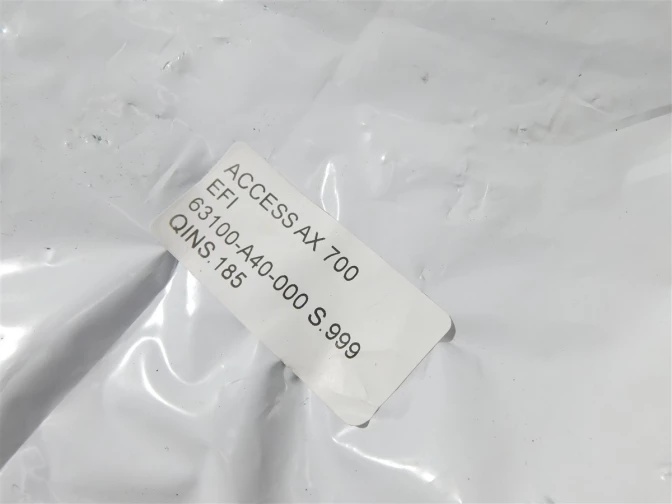 ACCESS AX 700
EFI
63100-A40-000 S.999
QINS.185